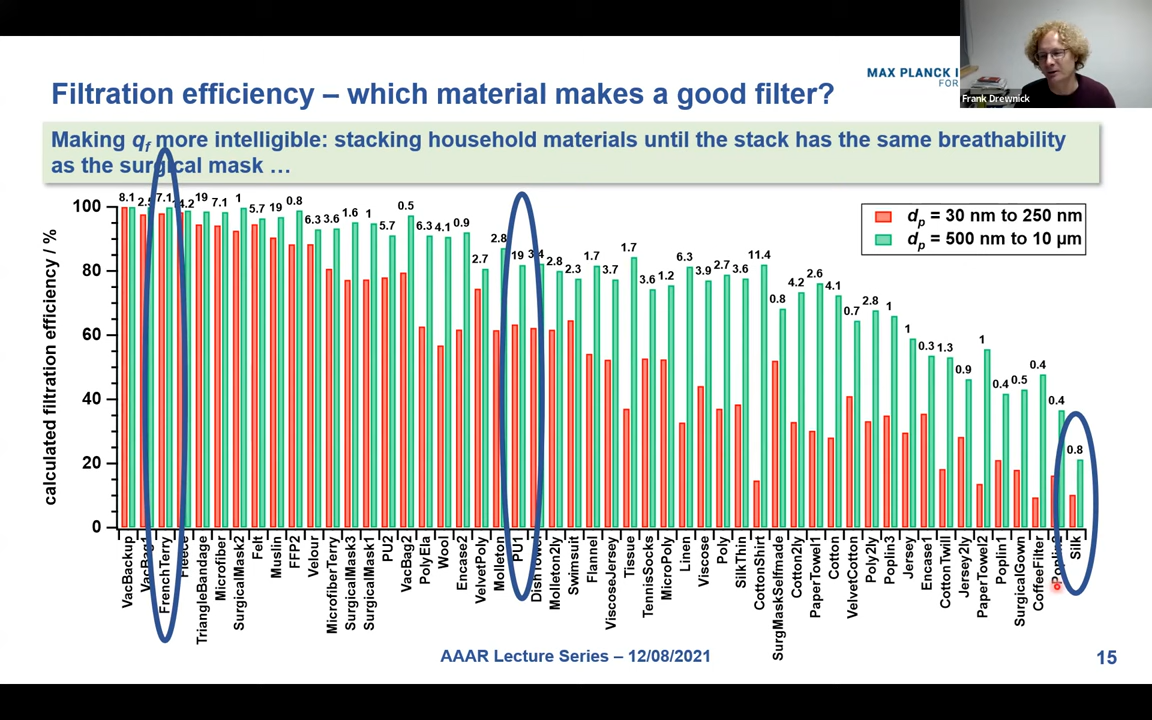 MAX PLANCK I
FOR
Frank Drewnick
Filtration efficiency – which material makes a good filter?
Making qf more intelligible: stacking household materials until the stack has the same breathability
as the surgical mask …
calculated filtration efficiency / %
100
80
60
40
20
0
dp = 30 nm to 250 nm
dp = 500 nm to 10 µm
8.1 2.5 7.1 4.2 19 7.1 1 5.7 19 0.8 6.3 3.6 1.6 1 5.7 0.5 6.3 4.1 0.9 2.7 2.8 19 3.4 2.8 2.3 1.7 3.7 1.7 3.6 1.2 6.3 3.9 2.7 3.6 11.4 0.8 4.2 2.6 4.1 0.7 2.8 1 1 0.3 1.3 0.9 1 0.4 0.5 0.4 0.4 0.8
VacBackup
VacBag1
FrenchTerry
Fleece
TriangleBandage
Microfiber
SurgicalMask2
Felt
Muslin
FFP2
Velour
MicrofiberTerry
SurgicalMask3
SurgicalMask1
PU2
VacBag2
PolyEla
Wool
Encase2
VelvetPoly
Molleton
PU1
DishTowel
Molleton2ly
Swimsuit
Flannel
ViscoseJersey
Tissue
TennisSocks
MicroPoly
Linen
Viscose
Poly
SilkThin
CottonShirt
SurgMaskSelfmade
Cotton2ly
PaperTowel1
Cotton
VelvetCotton
Poly2ly
Poplin3
Jersey
Encase1
CottonTwill
Jersey2ly
PaperTowel2
Poplin1
SurgicalGown
CoffeeFilter
Poplin2
Silk
AAAR Lecture Series – 12/08/2021
15